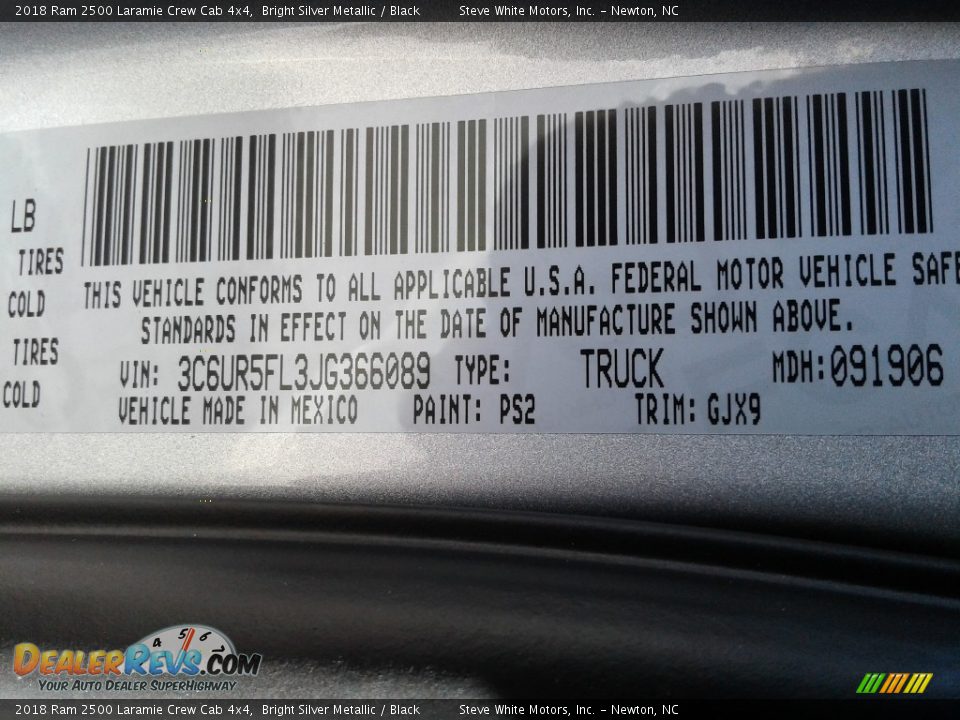 2018 Ram 2500 Laramie Crew Cab 4x4, Bright Silver Metallic / Black Steve White Motors, Inc. – Newton, NC
LB
TIRES
COLD
TIRES
COLD
THIS VEHICLE CONFORMS TO ALL APPLICABLE U.S.A. FEDERAL MOTOR VEHICLE SAFE
STANDARDS IN EFFECT ON THE DATE OF MANUFACTURE SHOWN ABOVE.
VIN: 3C6UR5FL3JG366089 TYPE: TRUCK MDH:091906
VEHICLE MADE IN MEXICO PAINT: PS2 TRIM: GJX9
4 5 6
DEALERREVS.COM
YOUR AUTO DEALER SUPERHIGHWAY
2018 Ram 2500 Laramie Crew Cab 4x4, Bright Silver Metallic / Black Steve White Motors, Inc. – Newton, NC